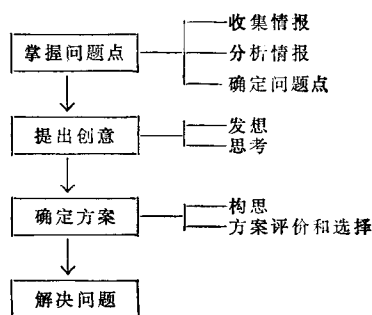 收集情报
掌握问题点
分析情报
确定问题点
提出创意
发想
思考
确定方案
构思
方案评价和选择
解决问题